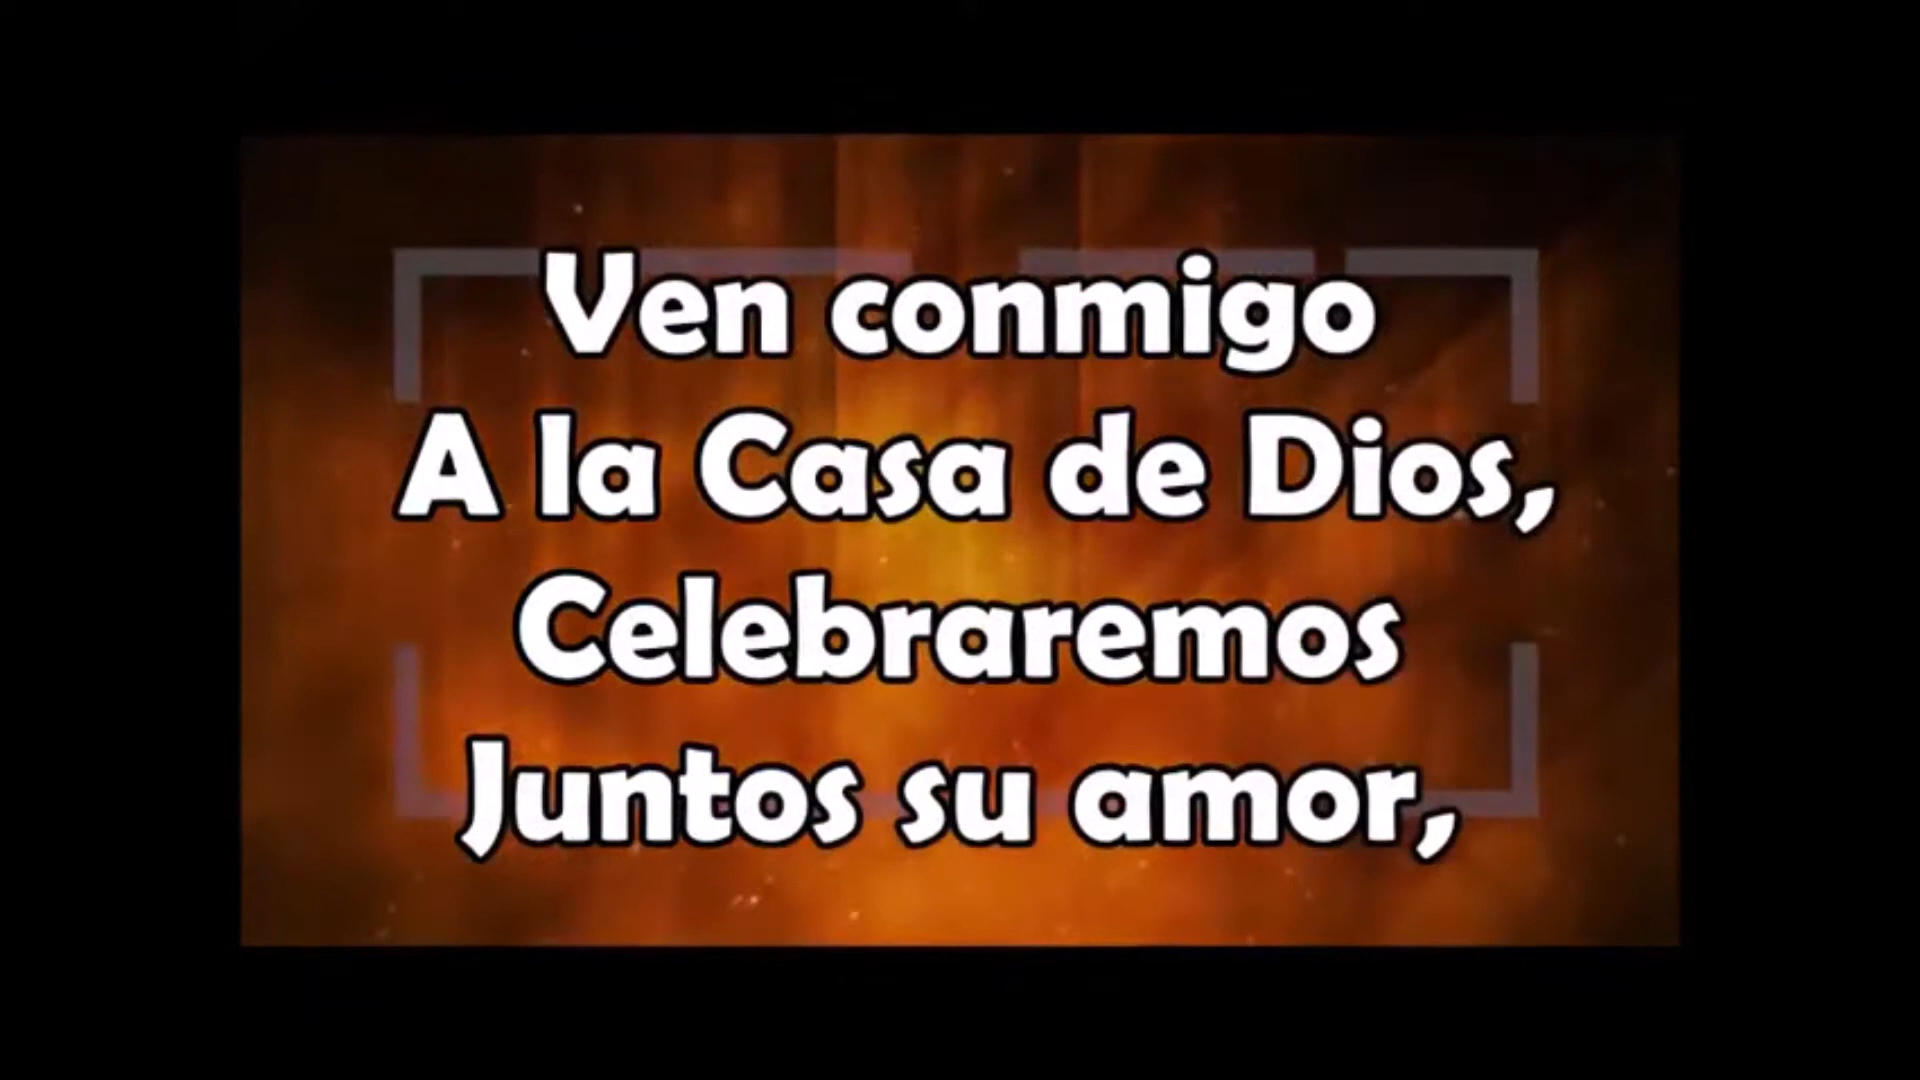 Ven conmigo
A la Casa de Dios,
Celebraremos
Juntos su amor,